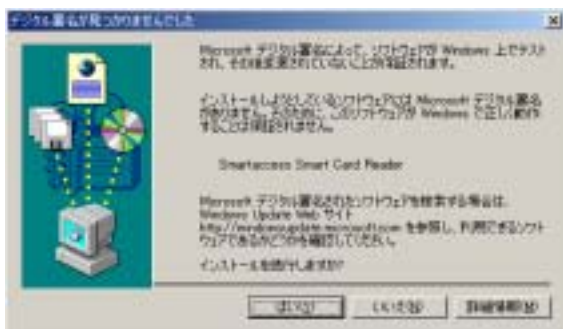 デジタル署名が見つかりませんでした
Microsoft デジタル署名によって、ソフトウェアが Windows 上でテスト
され、その後変更されていないことが保証されます。
インストールしようとしているソフトウェアには Microsoft デジタル署名
がありません。そのために、このソフトウェアが Windows で正しく動作
することは保証されません。
Smartaccess Smart Card Reader
Microsoft デジタル署名されたソフトウェアを検索する場合は、
Windows Update Web サイト
http://windowsupdate.microsoft.com を参照し、利用できるソフト
ウェアであるかどうかを確認してください。
インストールを続行しますか?
はい(Y)
いいえ(N)
詳細情報(M)